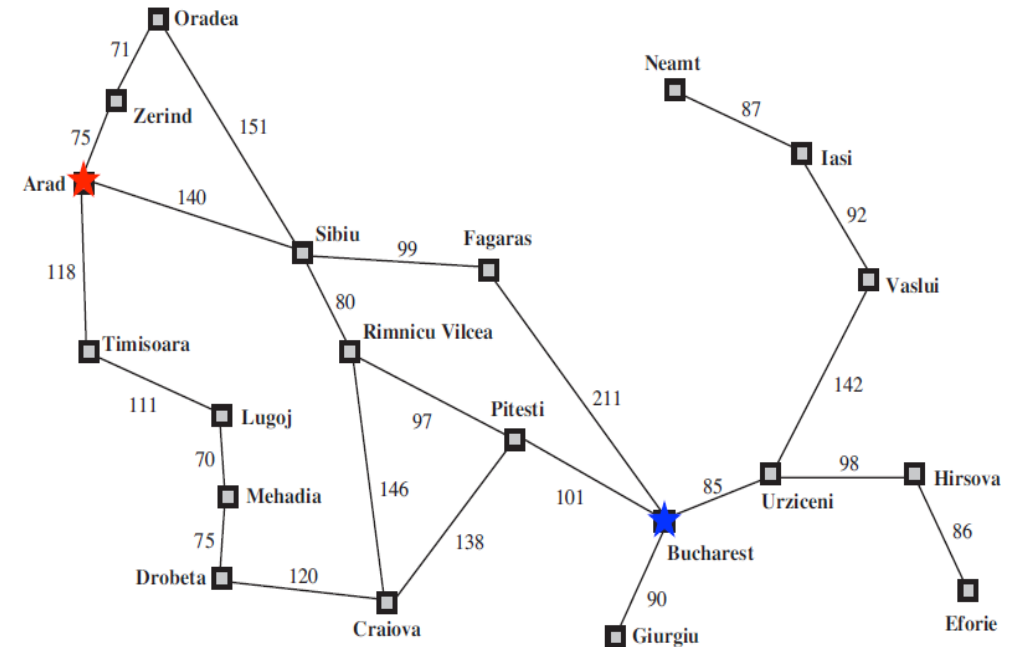 Oradea
71
Neamt
87
Zerind
151
75
Iasi
Arad
140
92
Sibiu
Fagaras
99
118
80
Vaslui
Rimnicu Vilcea
Timisoara
142
211
111
Pitesti
97
Lugoj
70
98
Mehadia
146
101
85
Hirsova
Urziceni
75
138
86
Bucharest
Drobeta
120
90
Craiova
Giurgiu
Eforie